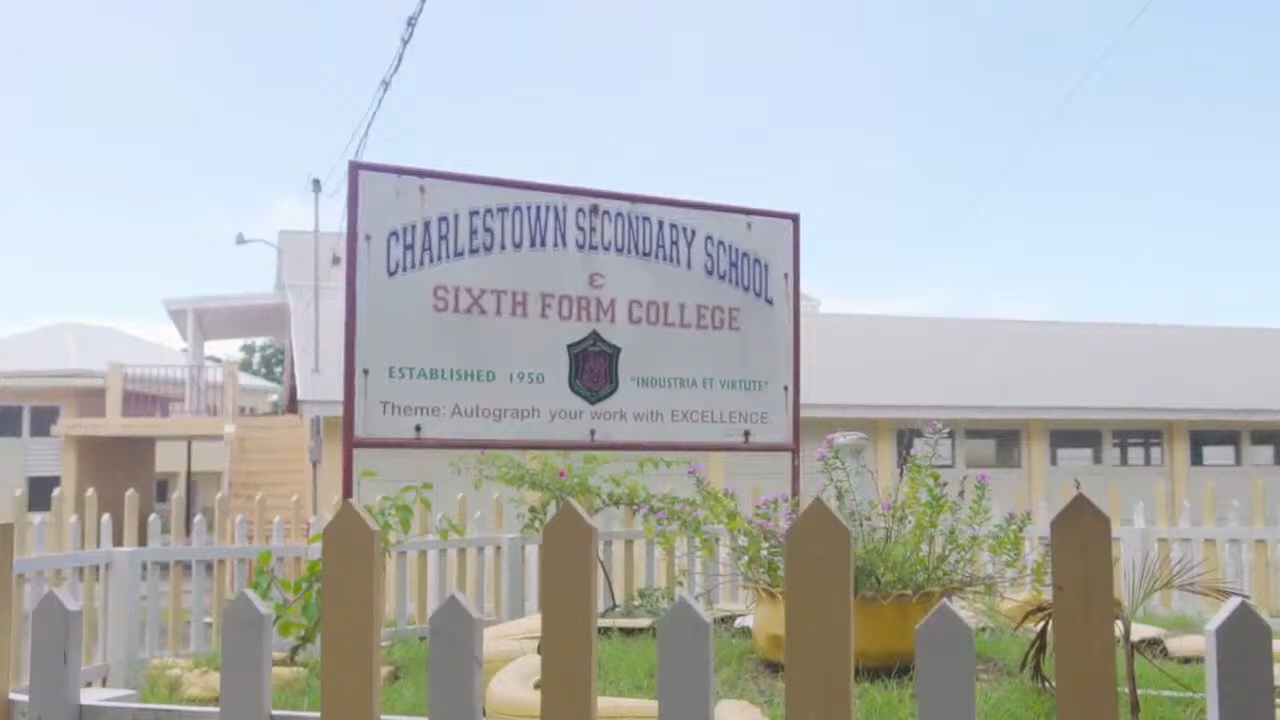 CHARLESTOWN SECONDARY SCHOOL
&
SIXTH FORM COLLEGE
ESTABLISHED 1950 "INDUSTRIA ET VIRTUTE"
Theme: Autograph your work with EXCELLENCE